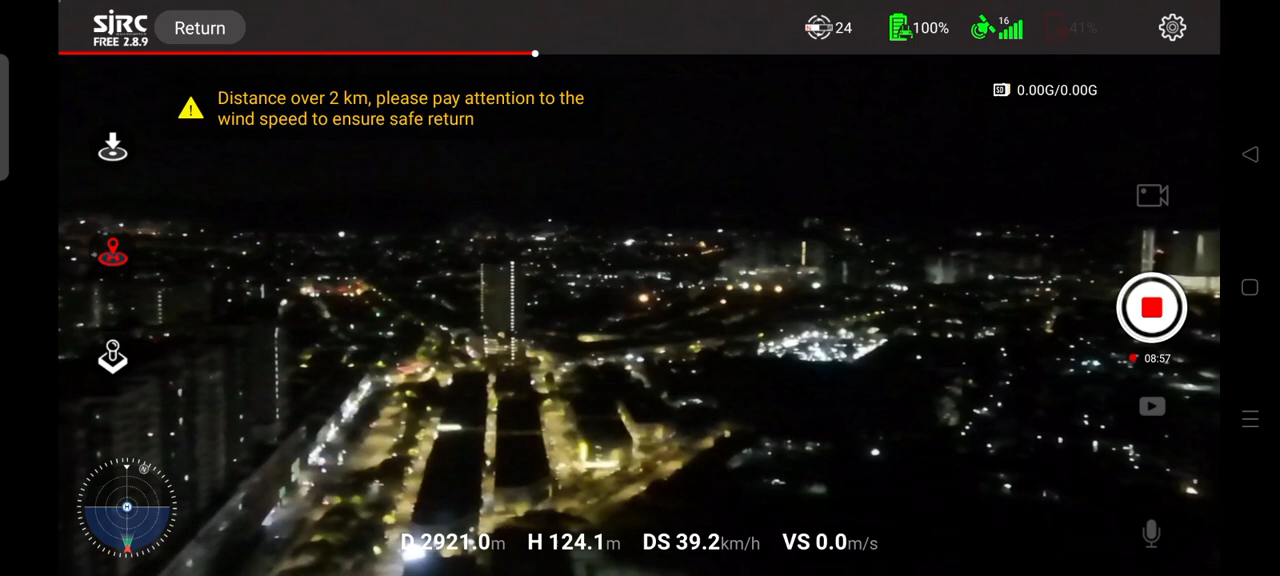 SJRC
FREE 2.8.9
Return
24
100%
16
41%
SD 0.00G/0.00G
Distance over 2 km, please pay attention to the
wind speed to ensure safe return
08:57
N
H
D 2921.0m H 124.1m DS 39.2km/h VS 0.0m/s